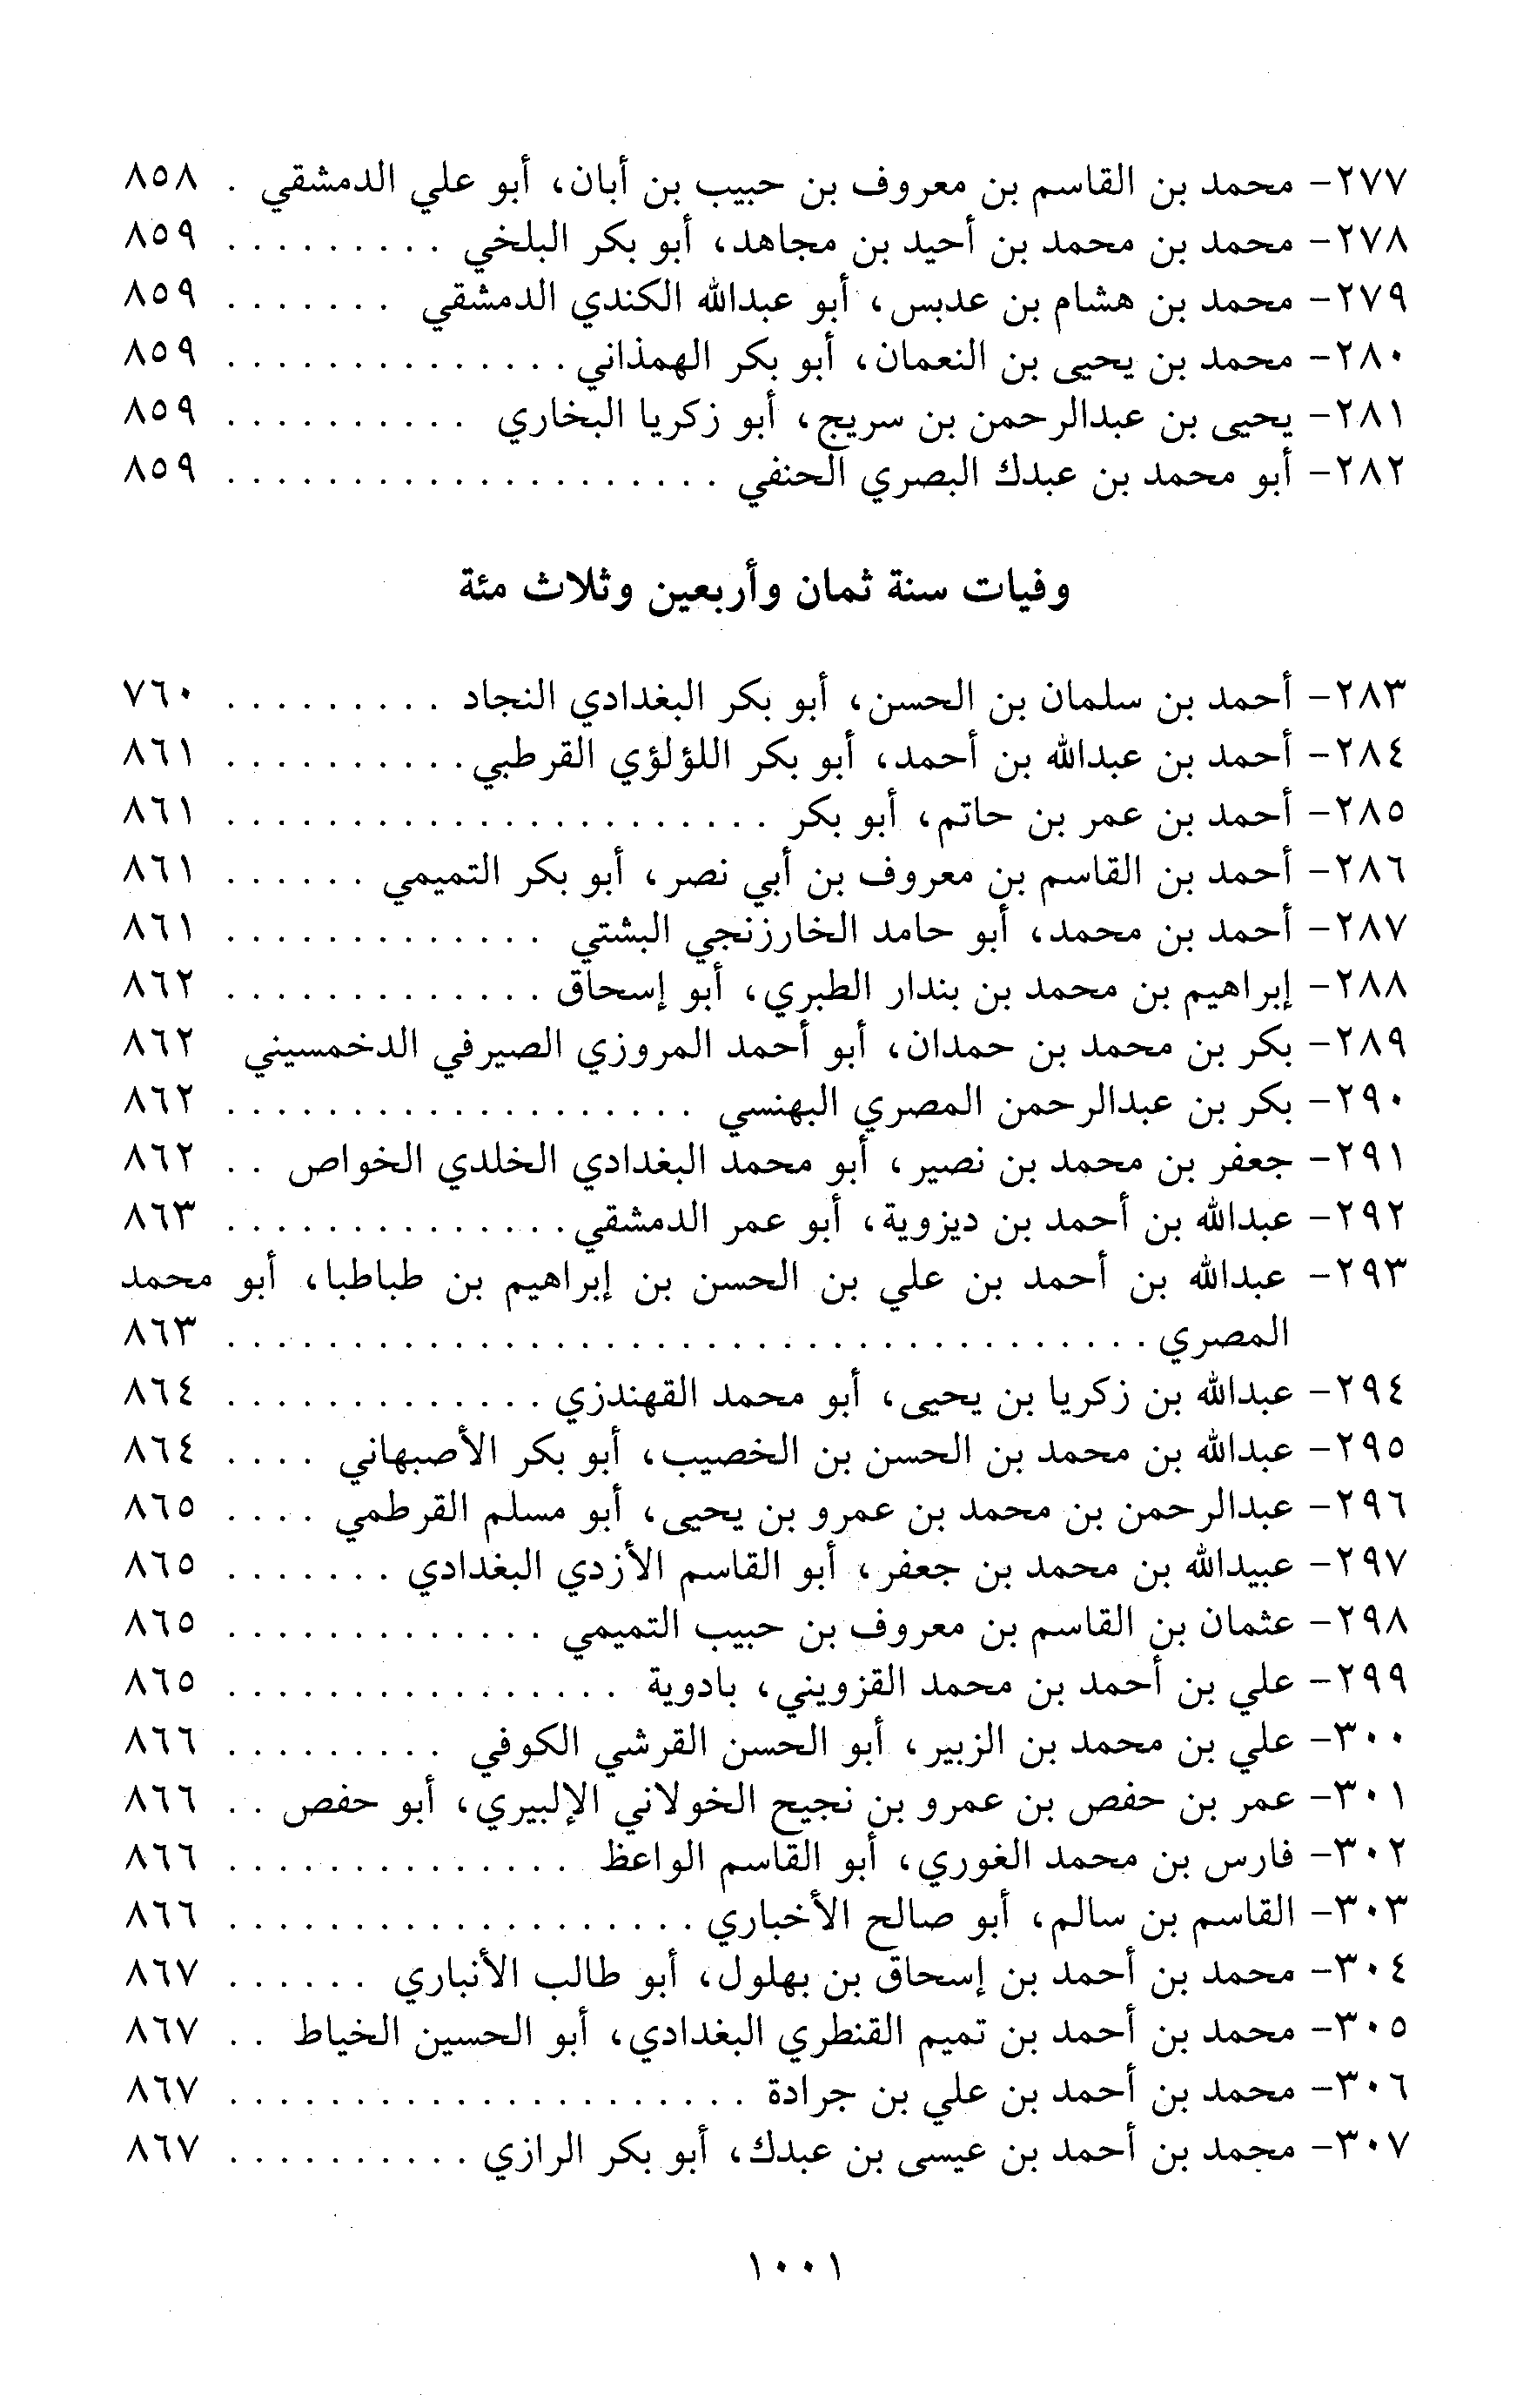 ٢٧٧- محمد بن القاسم بن معروف بن حبيب بن أبان، أبو علي الدمشقي . ٨٥٨
٢٧٨- محمد بن محمد بن أحيد بن مجاهد، أبو بكر البلخي . . . . . . . . . ٨٥٩
٢٧٩- محمد بن هشام بن عدبس، أبو عبدالله الكندي الدمشقي . . . . . . . ٨٥٩
٢٨٠- محمد بن يحيى بن النعمان، أبو بكر الهمذاني . . . . . . . . . . . . . . ٨٥٩
٢٨١- يحيى بن عبدالرحمن بن سريج، أبو زكريا البخاري . . . . . . . . . . ٨٥٩
٢٨٢- أبو محمد بن عبدك البصري الحنفي . . . . . . . . . . . . . . . . . . . . ٨٥٩
وفيات سنة ثمان وأربعين وثلاث مئة
٢٨٣- أحمد بن سلمان بن الحسن، أبو بكر البغدادي النجاد . . . . . . . . . ٧٦٠
٢٨٤- أحمد بن عبدالله بن أحمد، أبو بكر اللؤلؤي القرطبي . . . . . . . . . . ٨٦١
٢٨٥- أحمد بن عمر بن حاتم، أبو بكر . . . . . . . . . . . . . . . . . . . . . . ٨٦١
٢٨٦- أحمد بن القاسم بن معروف بن أبي نصر، أبو بكر التميمي . . . . . . ٨٦١
٢٨٧- أحمد بن محمد، أبو حامد الخارزنجي البشتي . . . . . . . . . . . . . ٨٦١
٢٨٨- إبراهيم بن محمد بن بندار الطبري، أبو إسحاق . . . . . . . . . . . . . ٨٦٢
٢٨٩- بكر بن محمد بن حمدان، أبو أحمد المروزي الصيرفي الدخمسيني ٨٦٢
٢٩٠- بكر بن عبدالرحمن المصري البهنسي . . . . . . . . . . . . . . . . . . . ٨٦٢
٢٩١- جعفر بن محمد بن نصير، أبو محمد البغدادي الخلدي الخواص . . ٨٦٢
٢٩٢- عبدالله بن أحمد بن ديزوية، أبو عمر الدمشقي . . . . . . . . . . . . . . ٨٦٣
٢٩٣- عبدالله بن أحمد بن علي بن الحسن بن إبراهيم بن طباطبا، أبو محمد
المصري . . . . . . . . . . . . . . . . . . . . . . . . . . . . . . . . . . . . . ٨٦٣
٢٩٤- عبدالله بن زكريا بن يحيى، أبو محمد القهندزي . . . . . . . . . . . . . ٨٦٤
٢٩٥- عبدالله بن محمد بن الحسن بن الخصيب، أبو بكر الأصبهاني . . . . ٨٦٤
٢٩٦- عبدالرحمن بن محمد بن عمرو بن يحيى، أبو مسلم القرطمي . . . . ٨٦٥
٢٩٧- عبيدالله بن محمد بن جعفر، أبو القاسم الأزدي البغدادي . . . . . . . ٨٦٥
٢٩٨- عثمان بن القاسم بن معروف بن حبيب التميمي . . . . . . . . . . . . . ٨٦٥
٢٩٩- علي بن أحمد بن محمد القزويني، بادوية . . . . . . . . . . . . . . . . ٨٦٥
٣٠٠- علي بن محمد بن الزبير، أبو الحسن القرشي الكوفي . . . . . . . . . ٨٦٦
٣٠١- عمر بن حفص بن عمرو بن نجيح الخولاني الإلبيري، أبو حفص . . ٨٦٦
٣٠٢- فارس بن محمد الغوري، أبو القاسم الواعظ . . . . . . . . . . . . . . ٨٦٦
٣٠٣- القاسم بن سالم، أبو صالح الأخباري . . . . . . . . . . . . . . . . . . . ٨٦٦
٣٠٤- محمد بن أحمد بن إسحاق بن بهلول، أبو طالب الأنباري . . . . . . ٨٦٧
٣٠٥- محمد بن أحمد بن تميم القنطري البغدادي، أبو الحسين الخياط . . ٨٦٧
٣٠٦- محمد بن أحمد بن علي بن جرادة . . . . . . . . . . . . . . . . . . . . . ٨٦٧
٣٠٧- محمد بن أحمد بن عيسى بن عبدك، أبو بكر الرازي . . . . . . . . . . ٨٦٧
١٠٠١